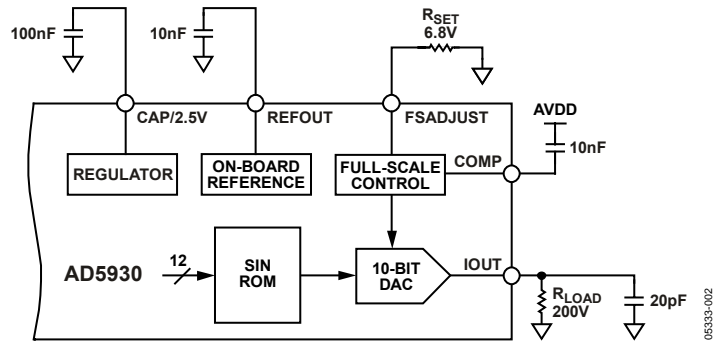 100nF
10nF
RSET
6.8V
CAP/2.5V
REFOUT
FSADJUST
AVDD
10nF
COMP
REGULATOR
ON-BOARD
REFERENCE
FULL-SCALE
CONTROL
AD5930
12
SIN
ROM
10-BIT
DAC
IOUT
RLOAD
200V
20pF
05333-002